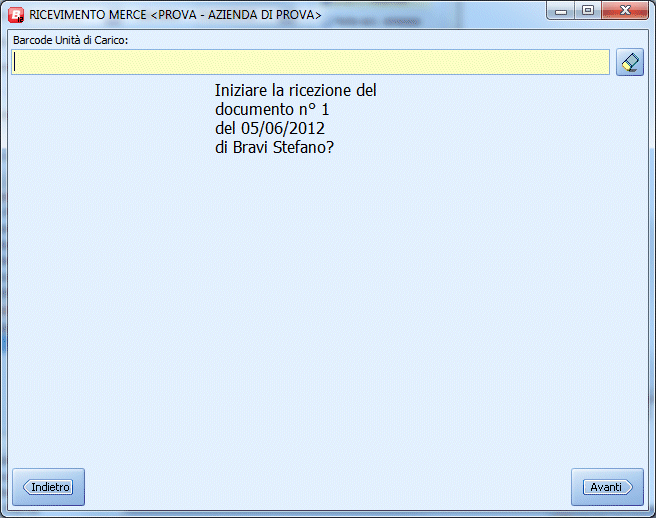 RICEVIMENTO MERCE <PROVA - AZIENDA DI PROVA>
Barcode Unità di Carico:
Iniziare la ricezione del
documento n° 1
del 05/06/2012
di Bravi Stefano?
Indietro
Avanti